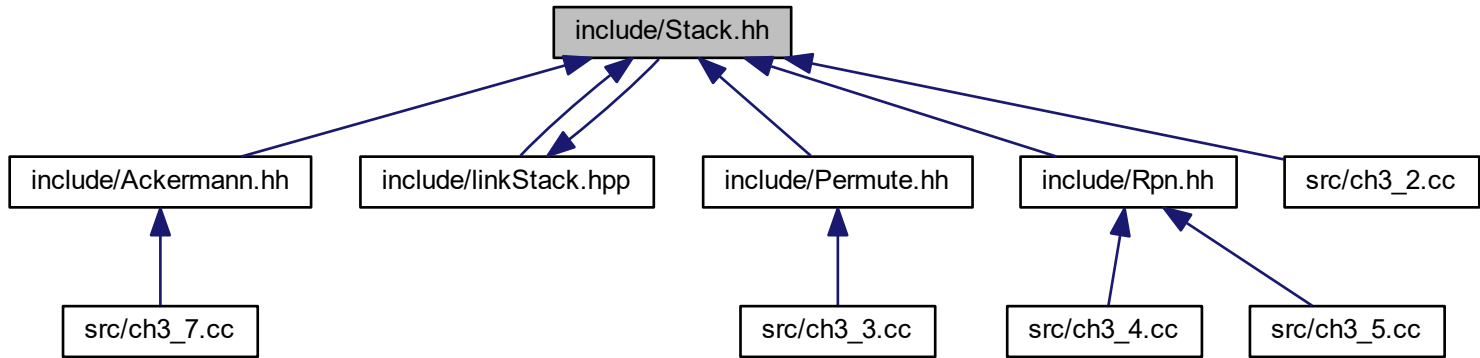 include/Stack.hh
include/Ackermann.hh
include/linkStack.hpp
include/Permute.hh
include/Rpn.hh
src/ch3_2.cc
src/ch3_7.cc
src/ch3_3.cc
src/ch3_4.cc
src/ch3_5.cc